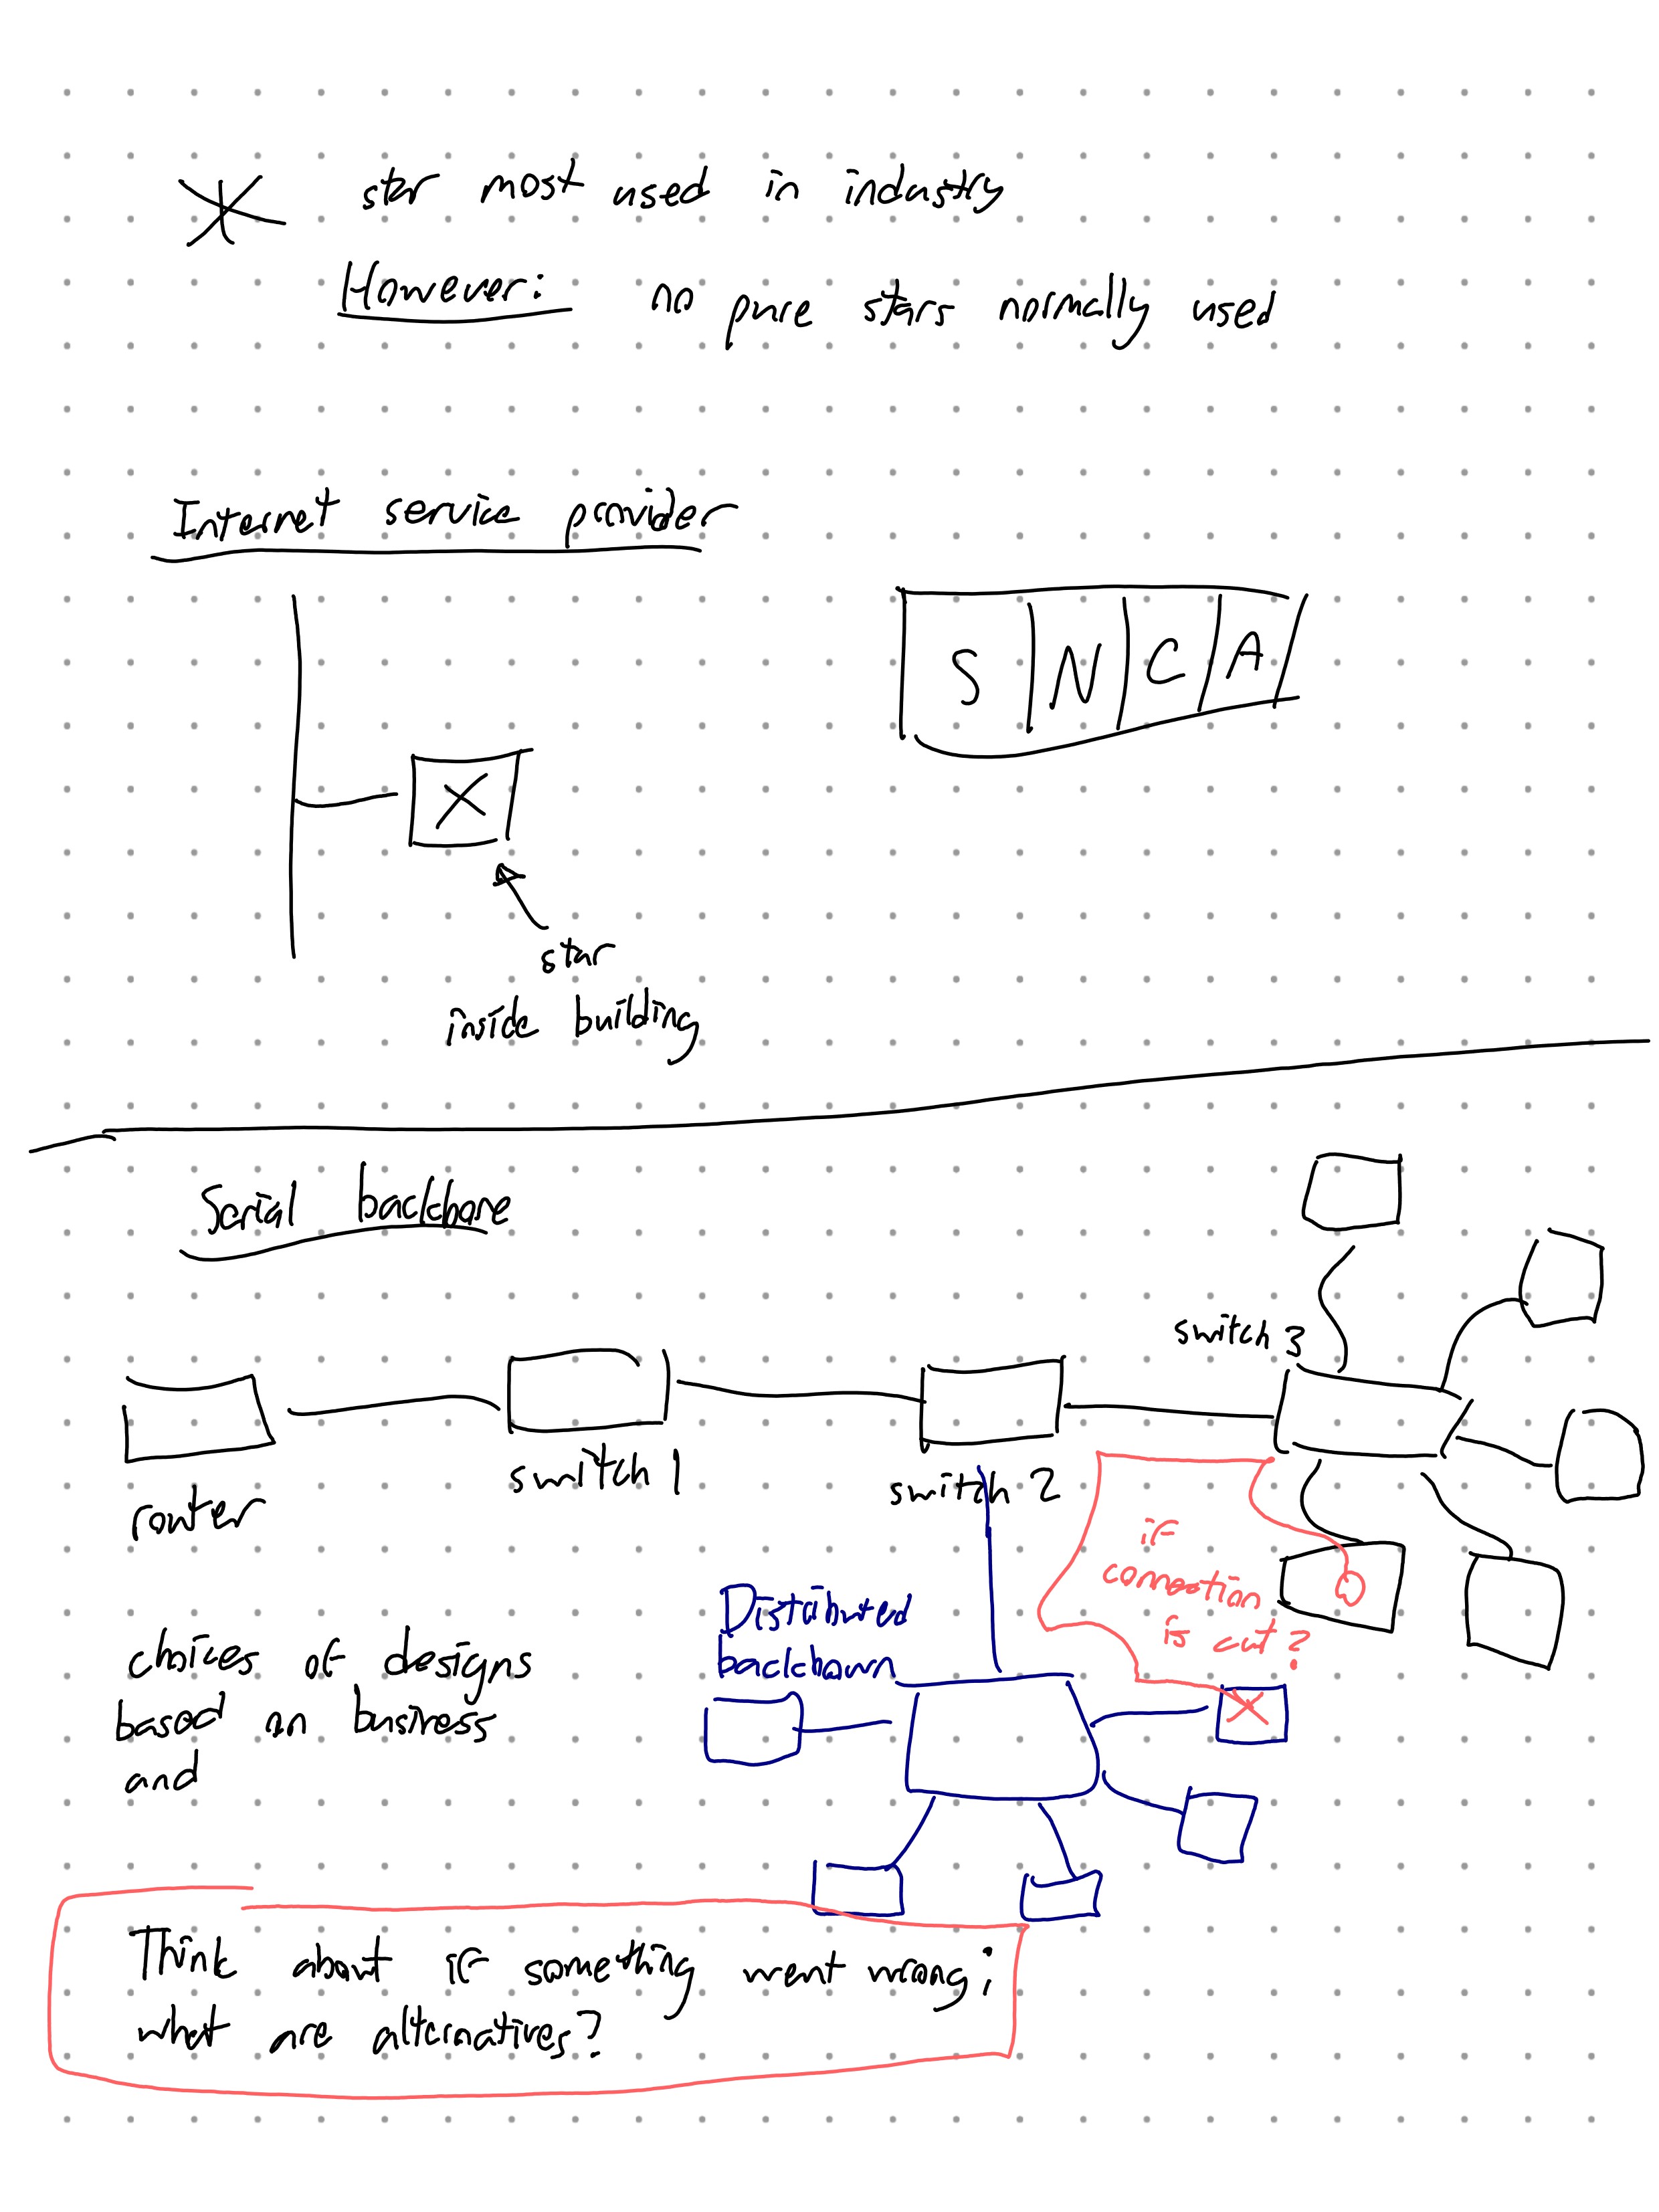 star most used in industry
However: no pure stars normally used
Internet service provider
S N C A
star
inside building
Serial backbone
switch 3
switch 1
switch 2
router
if
connection
is cut?
Distributed
choices of designs
based on business
and
Think about if something went wrong;
what are alternatives?